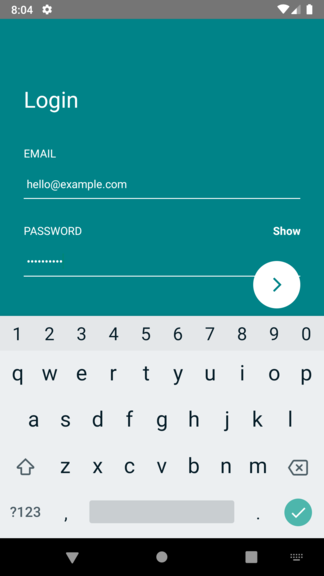 8:04
Login
EMAIL
hello@example.com
PASSWORD Show
••••••••••
1 2 3 4 5 6 7 8 9 0
q w e r t y u i o p
a s d f g h j k l
z x c v b n m
?123 , .